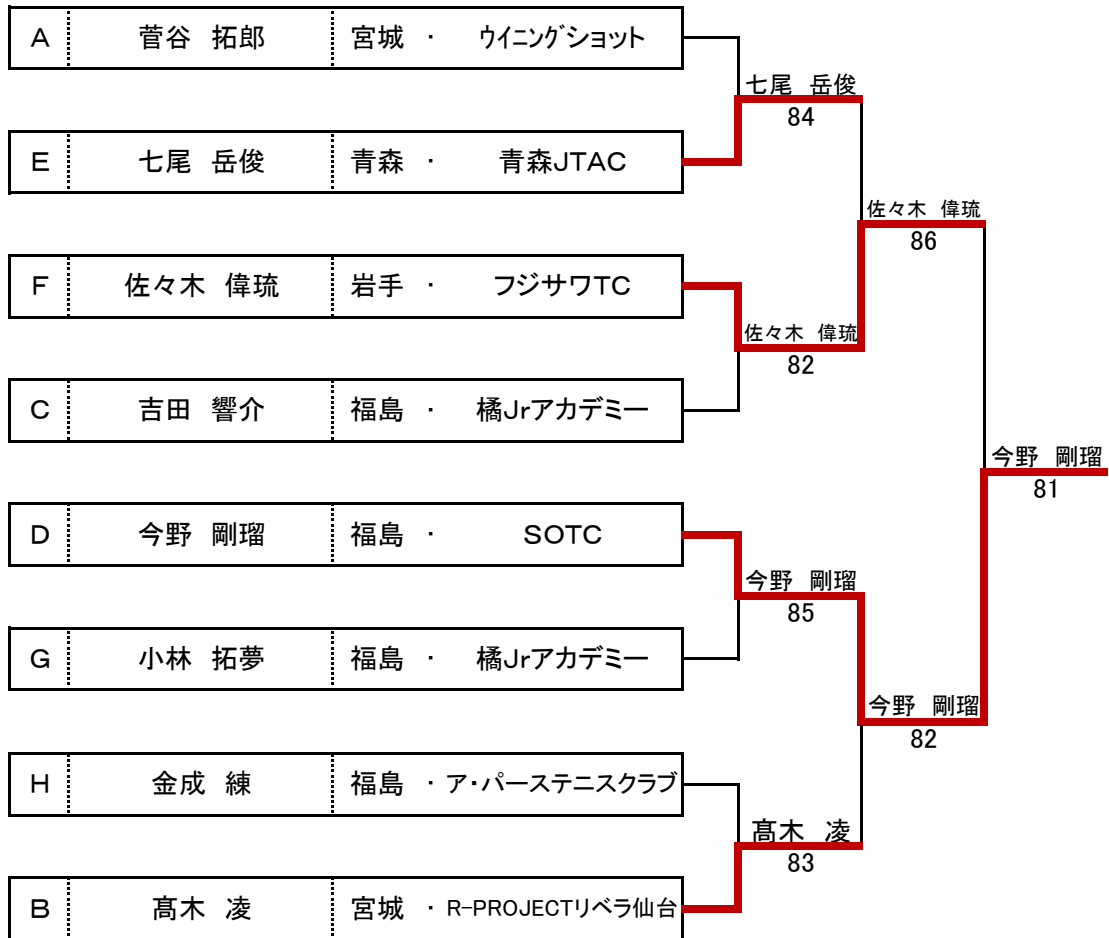 A 菅谷 拓郎 宮城 ・ ウイニングショット
七尾 岳俊
84
E 七尾 岳俊 青森 ・ 青森JTAC
佐々木 偉琉
86
F 佐々木 偉琉 岩手 ・ フジサワTC
佐々木 偉琉
82
C 吉田 響介 福島 ・ 橘Jrアカデミー
今野 剛瑠
81
D 今野 剛瑠 福島 ・ SOTC
今野 剛瑠
85
G 小林 拓夢 福島 ・ 橘Jrアカデミー
今野 剛瑠
82
H 金成 練 福島 ・ ア・パーステニスクラブ
髙木 凌
83
B 髙木 凌 宮城 ・ R-PROJECTリベラ仙台